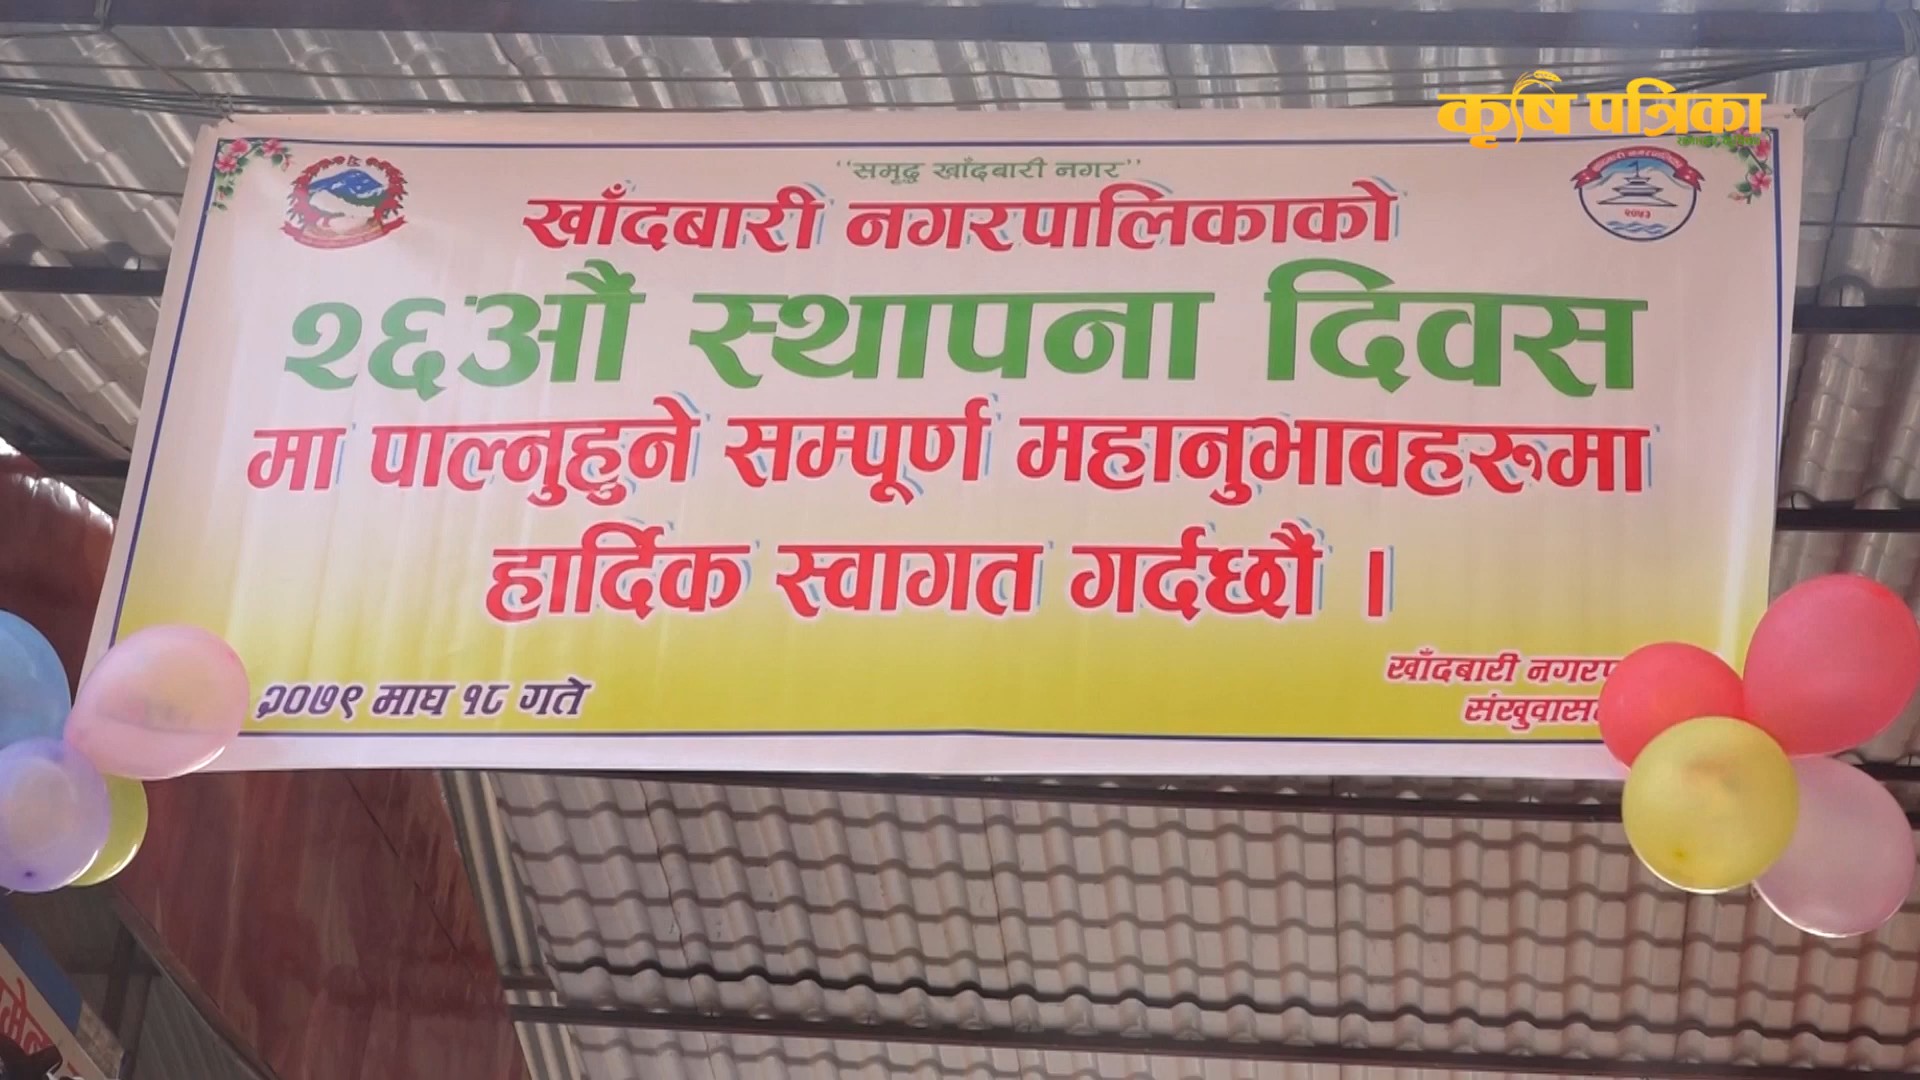 कृषि पत्रिका
"समृद्ध खाँदबारी नगर"
खाँदबारी नगरपालिकाको
२६औं स्थापना दिवस
मा पाल्नुहुने सम्पूर्ण महानुभावहरूमा
हार्दिक स्वागत गर्दछौं ।
२०७९ माघ १८ गते
खाँदबारी
२०५३